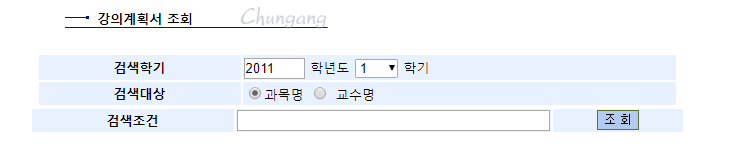 강의계획서 조회 Chungang
검색학기 2011 학년도 1 학기
검색대상 과목명 교수명
검색조건 조 회